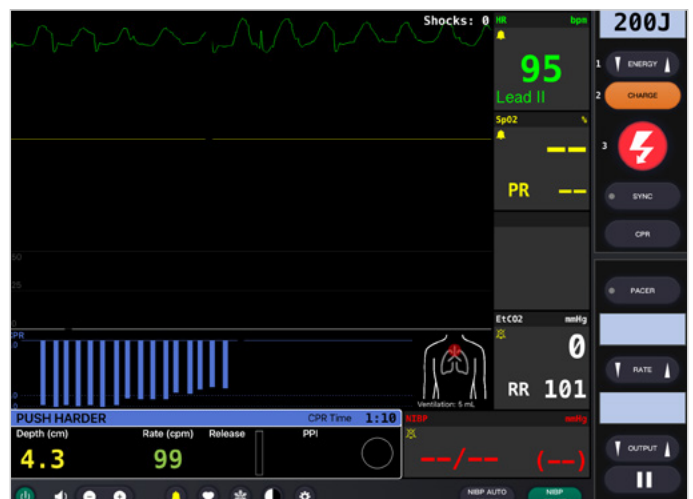 Shocks: 0
HR bpm
95
Lead II
SpO2 %
--
PR --
50
25
0
EtCO2 mmHg
0
RR 101
CPR
Ventilation: 5 mL
PUSH HARDER CPR Time 1:10
Depth (cm) Rate (cpm) Release PPI
4.3 99
NIBP mmHg
--/-- (--)
NIBP AUTO NIBP
200J
1 ENERGY
2 CHARGE
3
SYNC
CPR
PACER
RATE
OUTPUT